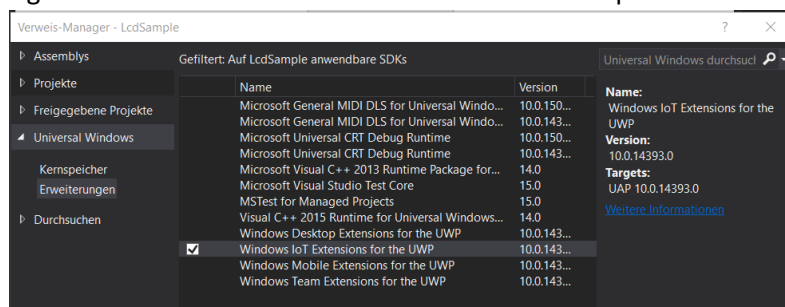 Verweis-Manager - LcdSample ? ×
Assemblys
Projekte
Freigegebene Projekte
Universal Windows
Kernspeicher
Erweiterungen
Durchsuchen
Gefiltert: Auf LcdSample anwendbare SDKs
Name Version
Microsoft General MIDI DLS for Universal Windo... 10.0.150...
Microsoft General MIDI DLS for Universal Windo... 10.0.143...
Microsoft Universal CRT Debug Runtime 10.0.150...
Microsoft Universal CRT Debug Runtime 10.0.143...
Microsoft Visual C++ 2013 Runtime Package for... 14.0
Microsoft Visual Studio Test Core 15.0
MSTest for Managed Projects 15.0
Visual C++ 2015 Runtime for Universal Windows... 14.0
Windows Desktop Extensions for the UWP 10.0.143...
Windows IoT Extensions for the UWP 10.0.143...
Windows Mobile Extensions for the UWP 10.0.143...
Windows Team Extensions for the UWP 10.0.143...
Universal Windows durchsucl
Name:
Windows IoT Extensions for the
UWP
Version:
10.0.14393.0
Targets:
UAP 10.0.14393.0
Weitere Informationen